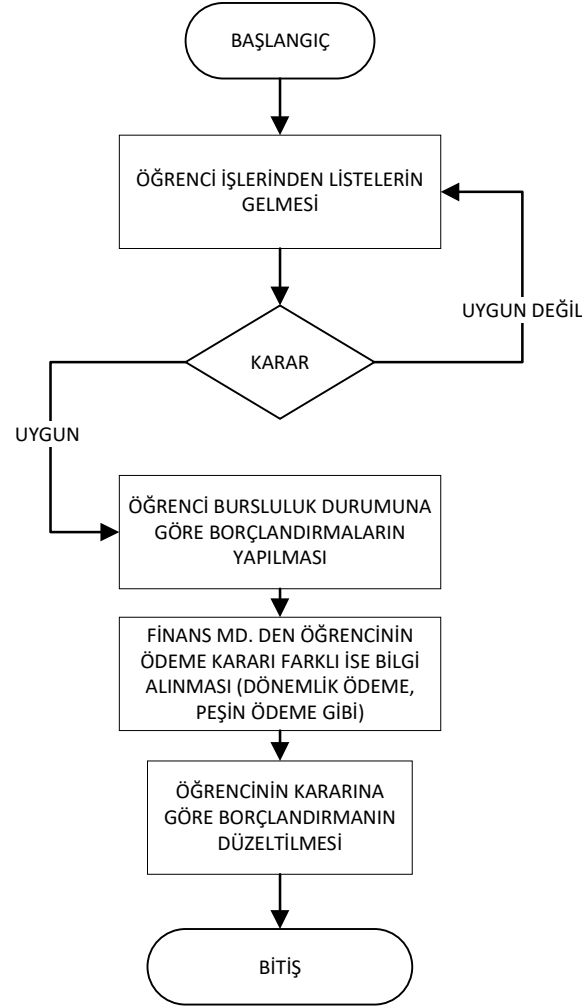 BAŞLANGIÇ
ÖĞRENCİ İŞLERİNDEN LİSTELERİN
GELMESİ
UYGUN DEĞİL
KARAR
UYGUN
ÖĞRENCİ BURSLULUK DURUMUNA
GÖRE BORÇLANDIRMALARIN
YAPILMASI
FİNANS MD. DEN ÖĞRENCİNİN
ÖDEME KARARI FARKLI İSE BİLGİ
ALINMASI (DÖNEMLİK ÖDEME,
PEŞİN ÖDEME GİBİ)
ÖĞRENCİNİN KARARINA
GÖRE BORÇLANDIRMANIN
DÜZELTİLMESİ
BİTİŞ